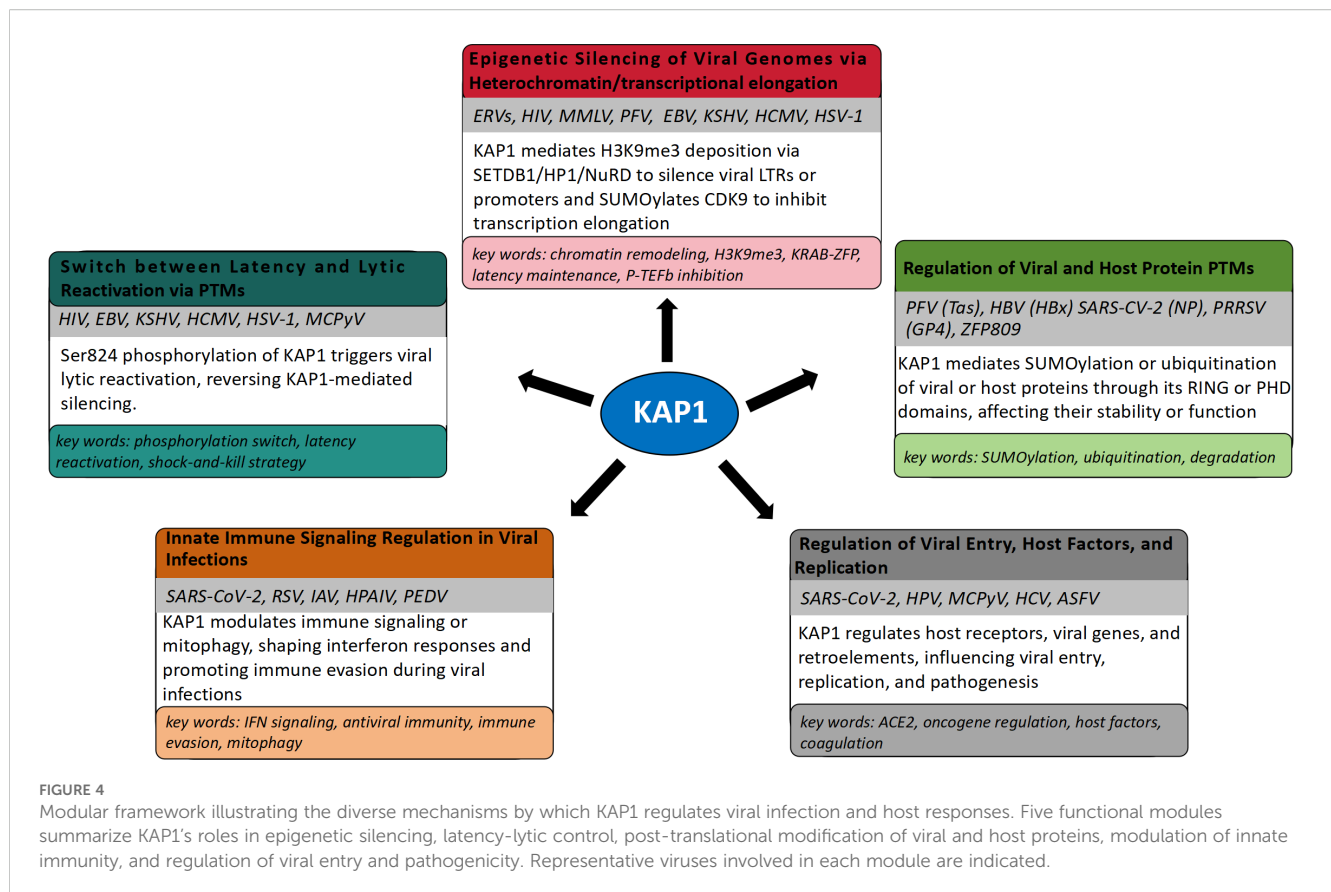 Epigenetic Silencing of Viral Genomes via
Heterochromatin/transcriptional elongation
ERVs, HIV, MMLV, PFV, EBV, KSHV, HCMV, HSV-1
KAP1 mediates H3K9me3 deposition via
SETDB1/HP1/NuRD to silence viral LTRs or
promoters and SUMOylates CDK9 to inhibit
transcription elongation
key words: chromatin remodeling, H3K9me3, KRAB-ZFP,
latency maintenance, P-TEFb inhibition
Switch between Latency and Lytic
Reactivation via PTMs
HIV, EBV, KSHV, HCMV, HSV-1, MCPyV
Ser824 phosphorylation of KAP1 triggers viral
lytic reactivation, reversing KAP1-mediated
silencing.
key words: phosphorylation switch, latency
reactivation, shock-and-kill strategy
Regulation of Viral and Host Protein PTMs
PFV (Tas), HBV (HBx) SARS-CV-2 (NP), PRRSV
(GP4), ZFP809
KAP1 mediates SUMOylation or ubiquitination
of viral or host proteins through its RING or PHD
domains, affecting their stability or function
key words: SUMOylation, ubiquitination, degradation
KAP1
Innate Immune Signaling Regulation in Viral
Infections
SARS-CoV-2, RSV, IAV, HPAIV, PEDV
KAP1 modulates immune signaling or
mitophagy, shaping interferon responses and
promoting immune evasion during viral
infections
key words: IFN signaling, antiviral immunity, immune
evasion, mitophagy
Regulation of Viral Entry, Host Factors, and
Replication
SARS-CoV-2, HPV, MCPyV, HCV, ASFV
KAP1 regulates host receptors, viral genes, and
retroelements, influencing viral entry,
replication, and pathogenesis
key words: ACE2, oncogene regulation, host factors,
coagulation
FIGURE 4
Modular framework illustrating the diverse mechanisms by which KAP1 regulates viral infection and host responses. Five functional modules
summarize KAP1's roles in epigenetic silencing, latency-lytic control, post-translational modification of viral and host proteins, modulation of innate
immunity, and regulation of viral entry and pathogenicity. Representative viruses involved in each module are indicated.